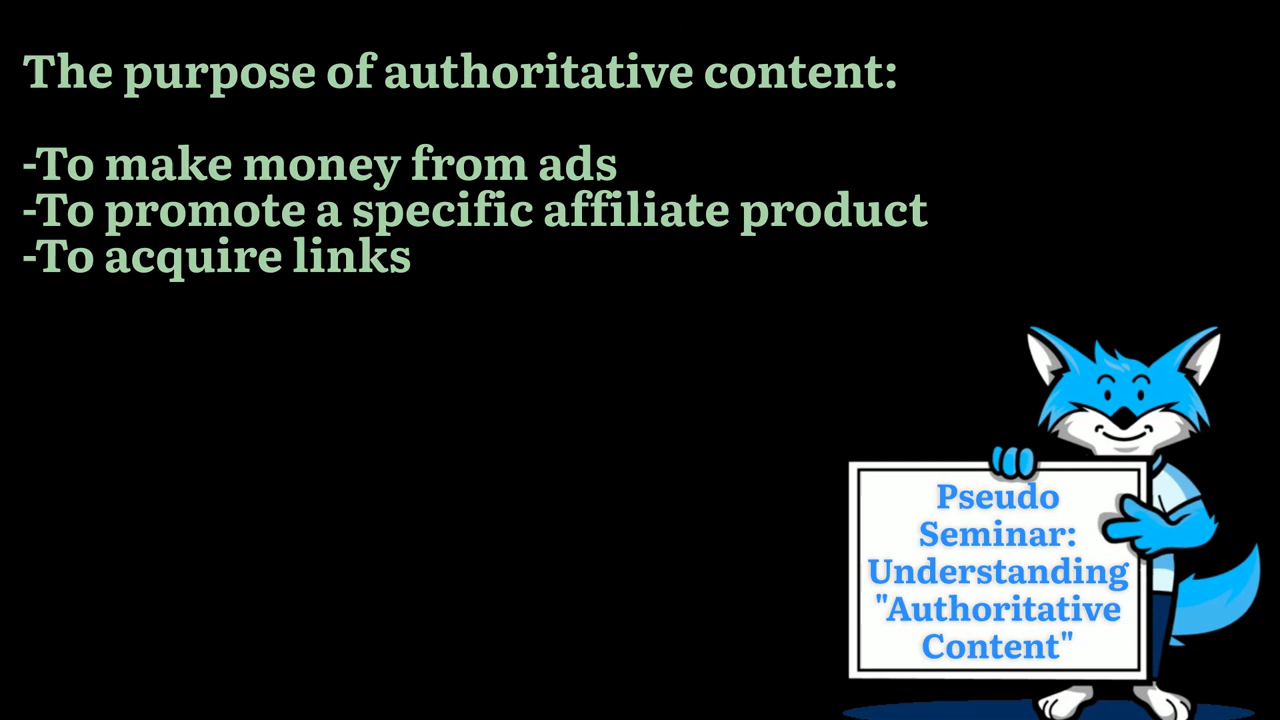 The purpose of authoritative content:
-To make money from ads
-To promote a specific affiliate product
-To acquire links
Pseudo
Seminar:
Understanding
"Authoritative
Content"